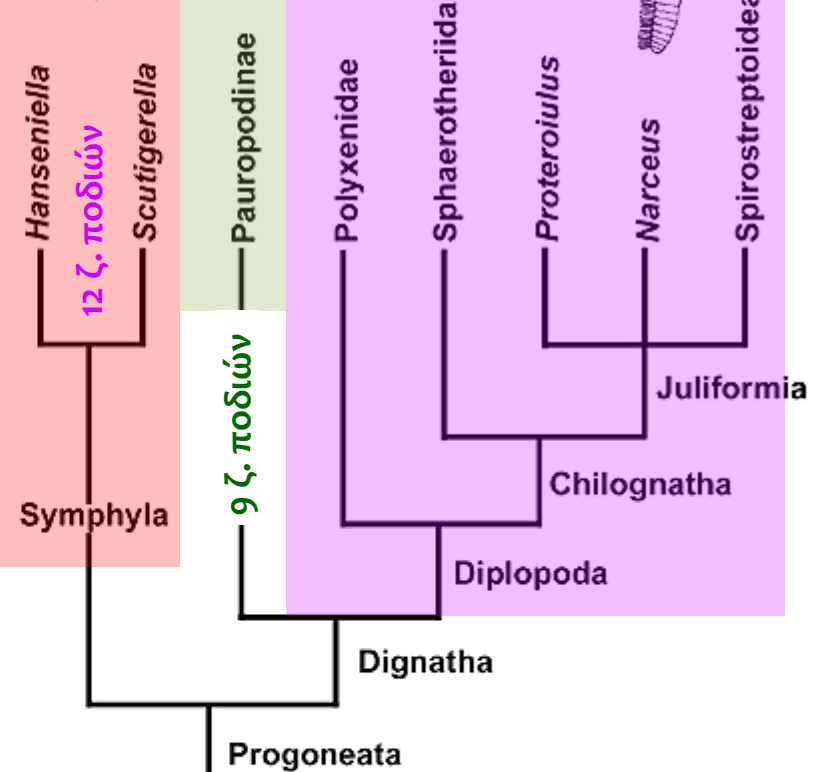 Hanseniella
12 ζ. ποδιών
Scutigerella
Pauropodinae
9 ζ. ποδιών
Polyxenidae
Sphaerotheriida
Proteroiulus
Narceus
Spirostreptoidea
Juliformia
Chilognatha
Symphyla
Diplopoda
Dignatha
Progoneata